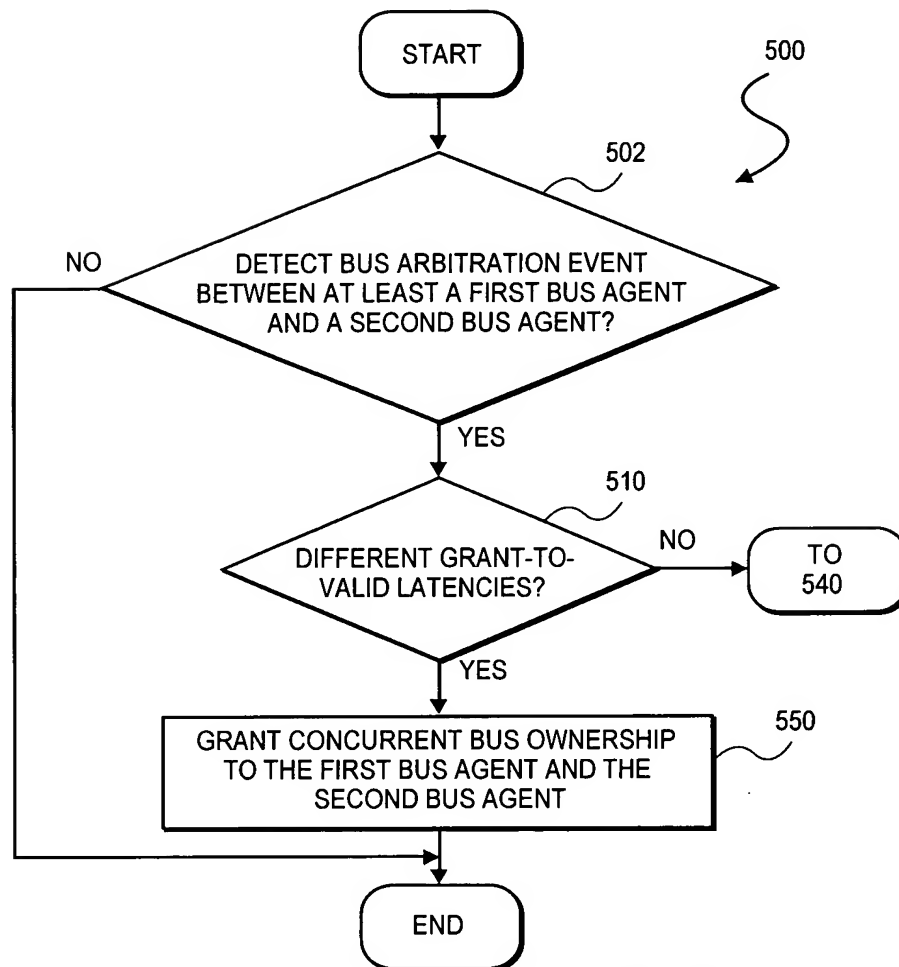 START
500
502
NO
DETECT BUS ARBITRATION EVENT
BETWEEN AT LEAST A FIRST BUS AGENT
AND A SECOND BUS AGENT?
YES
510
DIFFERENT GRANT-TO-
VALID LATENCIES?
NO
TO
540
YES
550
GRANT CONCURRENT BUS OWNERSHIP
TO THE FIRST BUS AGENT AND THE
SECOND BUS AGENT
END